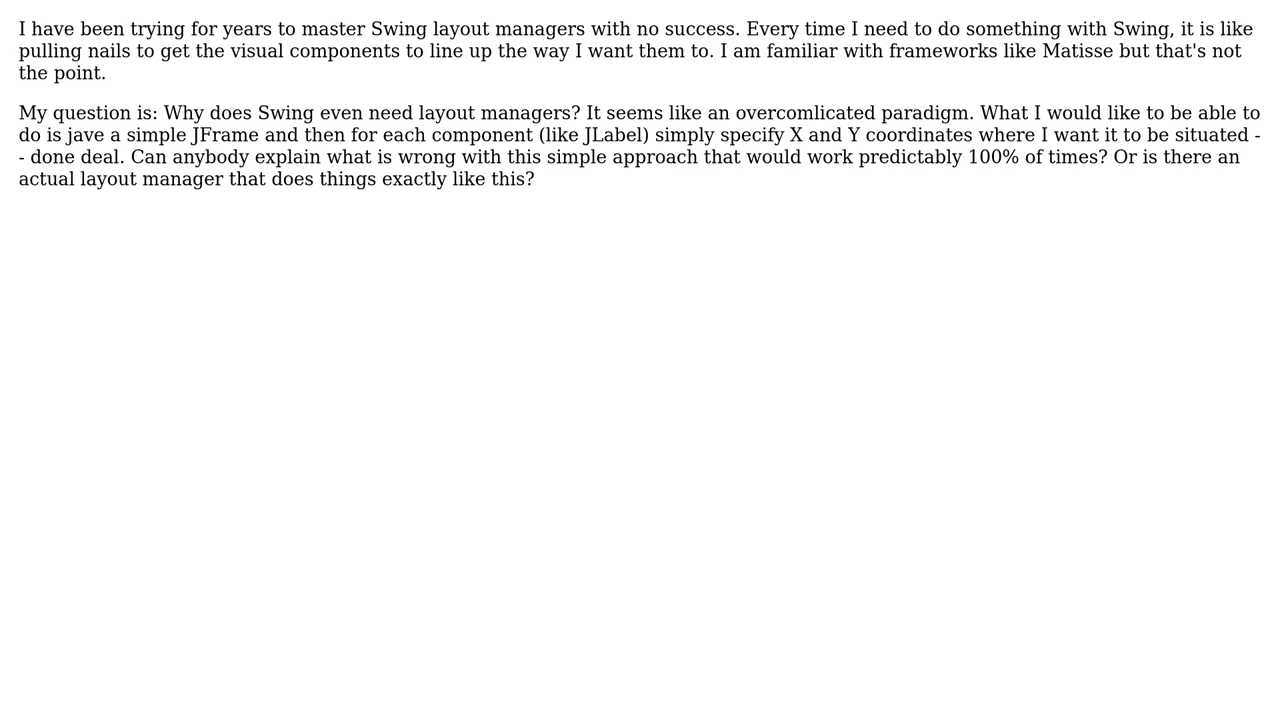 I have been trying for years to master Swing layout managers with no success. Every time I need to do something with Swing, it is like
pulling nails to get the visual components to line up the way I want them to. I am familiar with frameworks like Matisse but that's not
the point.
My question is: Why does Swing even need layout managers? It seems like an overcomlicated paradigm. What I would like to be able to
do is jave a simple JFrame and then for each component (like JLabel) simply specify X and Y coordinates where I want it to be situated -
- done deal. Can anybody explain what is wrong with this simple approach that would work predictably 100% of times? Or is there an
actual layout manager that does things exactly like this?